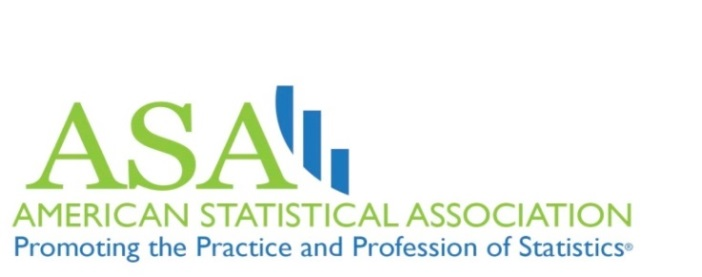 ASA
AMERICAN STATISTICAL ASSOCIATION
Promoting the Practice and Profession of Statistics®